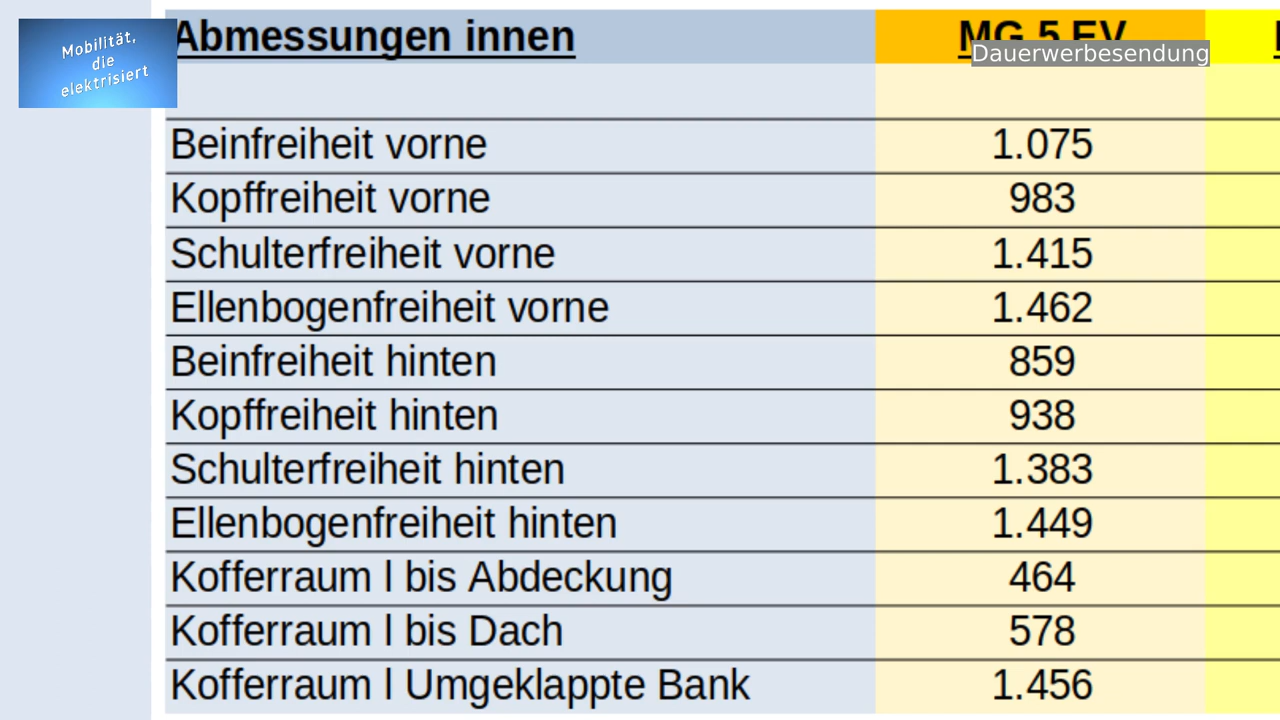 Mobilität,
die
elektrisiert
Abmessungen innen MG 5 EV
Dauerwerbesendung
Beinfreiheit vorne 1.075
Kopffreiheit vorne 983
Schulterfreiheit vorne 1.415
Ellenbogenfreiheit vorne 1.462
Beinfreiheit hinten 859
Kopffreiheit hinten 938
Schulterfreiheit hinten 1.383
Ellenbogenfreiheit hinten 1.449
Kofferraum l bis Abdeckung 464
Kofferraum l bis Dach 578
Kofferraum l Umgeklappte Bank 1.456